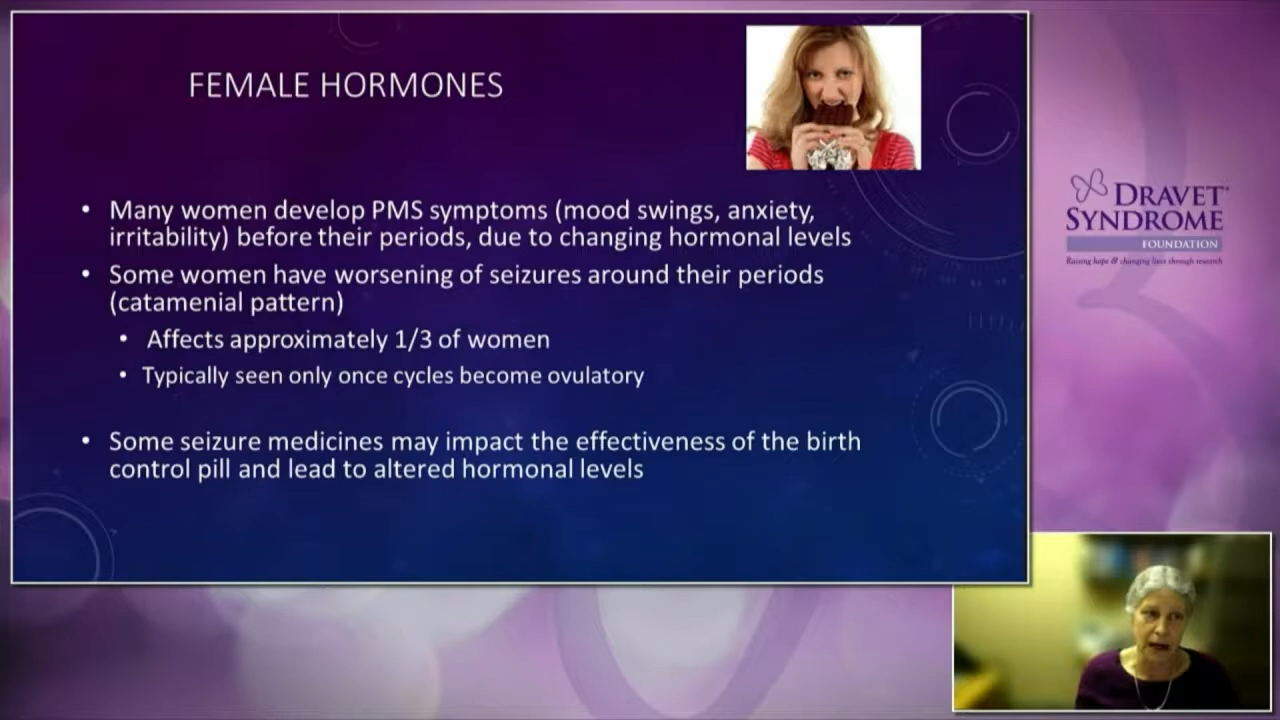 FEMALE HORMONES
• Many women develop PMS symptoms (mood swings, anxiety,
irritability) before their periods, due to changing hormonal levels
• Some women have worsening of seizures around their periods
(catamenial pattern)
• Affects approximately 1/3 of women
• Typically seen only once cycles become ovulatory
• Some seizure medicines may impact the effectiveness of the birth
control pill and lead to altered hormonal levels
DRAVET
SYNDROME
FOUNDATION
Raising hope & changing lives through research